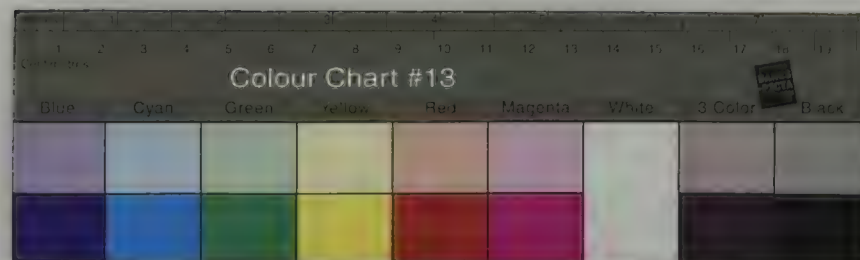 1 2 3 4 5 6 7 8 9 10 11 12 13 14 15 16 17 18 19
Centimetres
Colour Chart #13
Blue Cyan Green Yellow Red Magenta White 3 Color Black